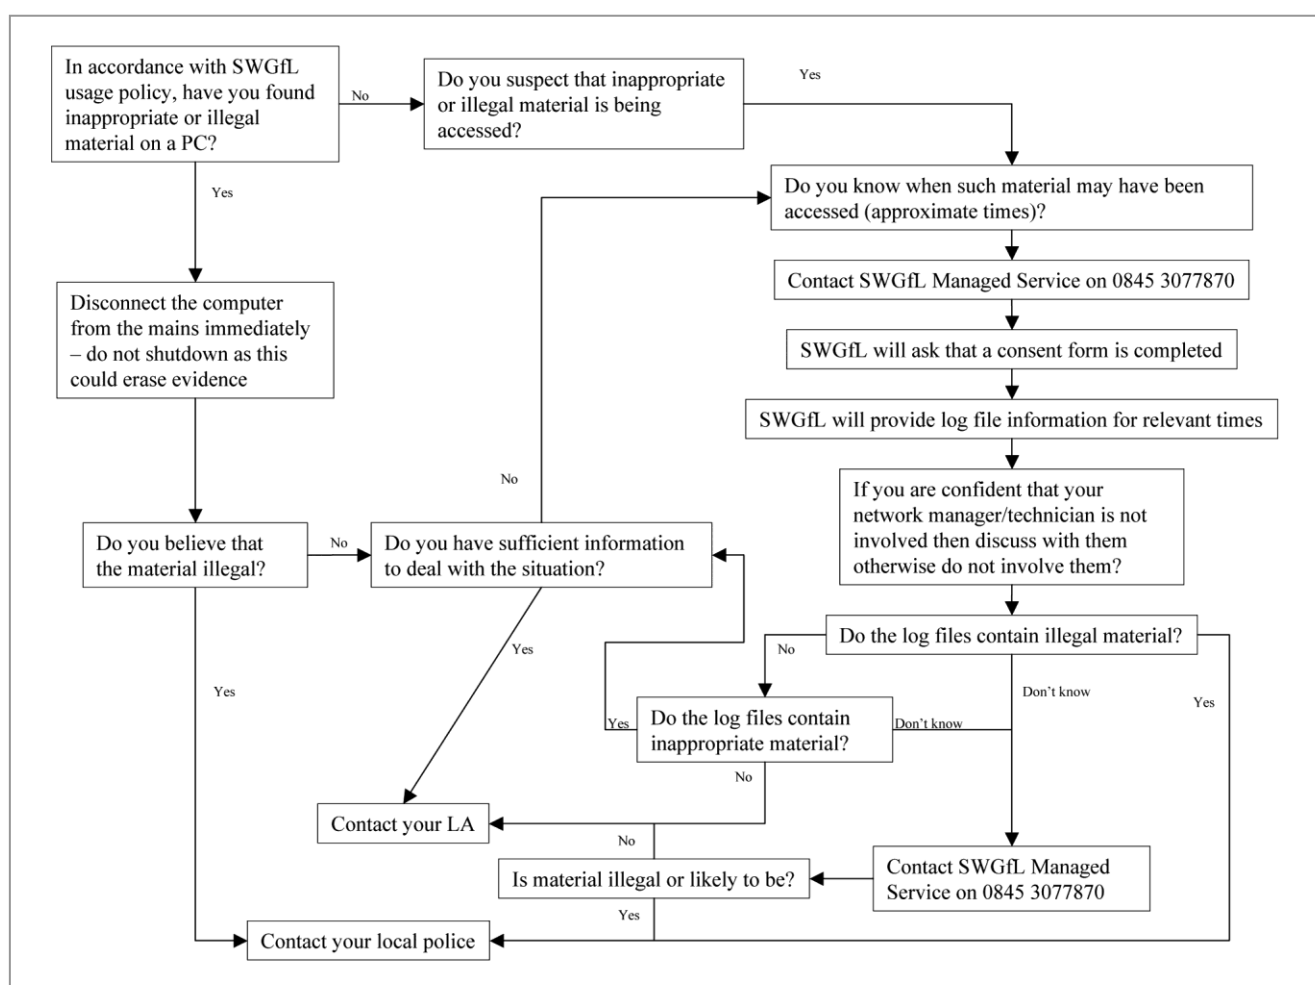 In accordance with SWGfL
usage policy, have you found
inappropriate or illegal
material on a PC?
No
Do you suspect that inappropriate
or illegal material is being
accessed?
Yes
Yes
Do you know when such material may have been
accessed (approximate times)?
Contact SWGfL Managed Service on 0845 3077870
Disconnect the computer
from the mains immediately
– do not shutdown as this
could erase evidence
SWGfL will ask that a consent form is completed
SWGfL will provide log file information for relevant times
No
If you are confident that your
network manager/technician is not
involved then discuss with them
otherwise do not involve them?
Do you believe that
the material illegal?
No
Do you have sufficient information
to deal with the situation?
Do the log files contain illegal material?
Yes
No
Don't know
Yes
Yes
Yes
Do the log files contain
inappropriate material?
Don't know
No
Contact your LA
No
Is material illegal or likely to be?
Contact SWGfL Managed
Service on 0845 3077870
Yes
Contact your local police